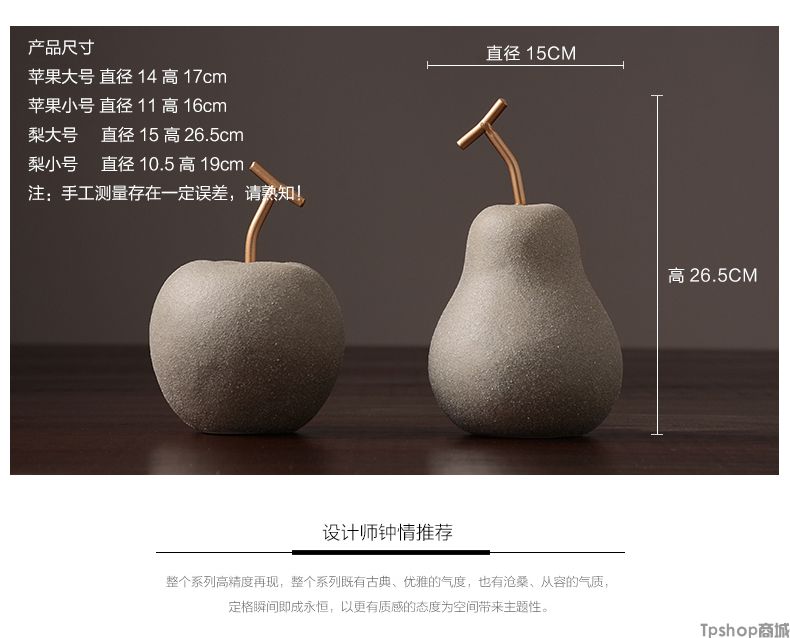 产品尺寸
苹果大号 直径 14 高 17cm
苹果小号 直径 11 高 16cm
梨大号 直径 15 高 26.5cm
梨小号 直径 10.5 高 19cm
注：手工测量存在一定误差，请熟知！
直径 15CM
高 26.5CM
设计师钟情推荐
整个系列高精度再现，整个系列既有古典、优雅的气度，也有沧桑、从容的气质，
定格瞬间即成永恒，以更有质感的态度为空间带来主题性。
Tpshop商城